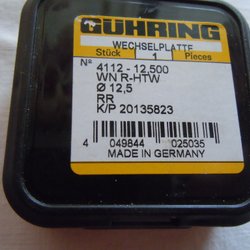 GÜHRING
WECHSELPLATTE
Stück 1 Pieces
N° 4112 - 12,500
WN R-HTW
Ø 12,5
RR
K/P 20135823
4 049844 025035
MADE IN GERMANY